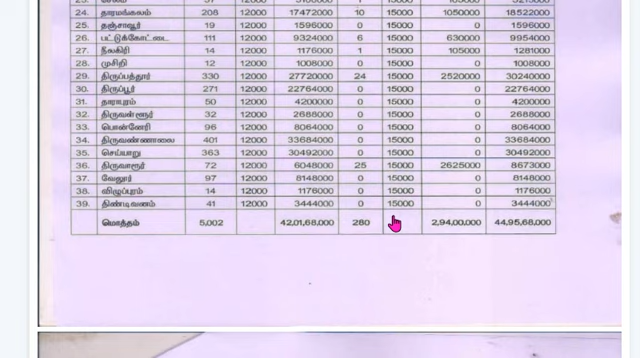 24. தாரமங்கலம் 208 12000 17472000 10 15000 1050000 18522000
25. தஞ்சாவூர் 19 12000 1596000 0 15000 0 1596000
26. பட்டுக்கோட்டை 111 12000 9324000 6 15000 630000 9954000
27. நீலகிரி 14 12000 1176000 1 15000 105000 1281000
28. முசிறி 12 12000 1008000 0 15000 0 1008000
29. திருப்பத்தூர் 330 12000 27720000 24 15000 2520000 30240000
30. திருப்பூர் 271 12000 22764000 0 15000 0 22764000
31. தாராபுரம் 50 12000 4200000 0 15000 0 4200000
32. திருவள்ளூர் 32 12000 2688000 0 15000 0 2688000
33. பொன்னேரி 96 12000 8064000 0 15000 0 8064000
34. திருவண்ணாமலை 401 12000 33684000 0 15000 0 33684000
35. செய்யாறு 363 12000 30492000 0 15000 0 30492000
36. திருவாரூர் 72 12000 6048000 25 15000 2625000 8673000
37. வேலூர் 97 12000 8148000 0 15000 0 8148000
38. விழுப்புரம் 14 12000 1176000 0 15000 0 1176000
39. திண்டிவனம் 41 12000 3444000 0 15000 0 3444000
மொத்தம் 5,002 42,01,68,000 280 2,94,00,000 44,95,68,000